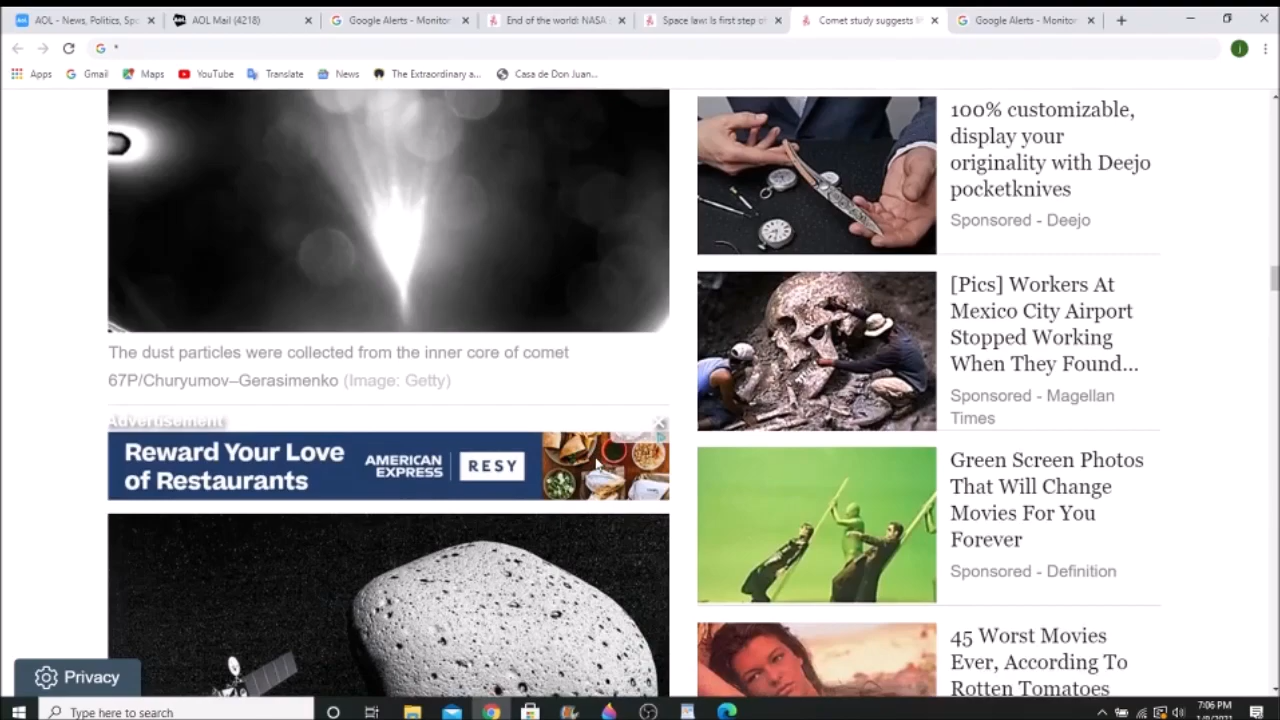 AOL - News, Politics, Sp
AOL Mail (4218)
Google Alerts - Monitor
End of the world: NASA
Space law: Is first step o
Comet study suggests li
Google Alerts - Monitor
*
j
Apps
Gmail
Maps
YouTube
Translate
News
The Extraordinary a...
Casa de Don Juan...
The dust particles were collected from the inner core of comet
67P/Churyumov–Gerasimenko (Image: Getty)
Advertisement
Reward Your Love
of Restaurants
AMERICAN
EXPRESS
RESY
100% customizable,
display your
originality with Deejo
pocketknives
Sponsored - Deejo
[Pics] Workers At
Mexico City Airport
Stopped Working
When They Found...
Sponsored - Magellan
Times
Green Screen Photos
That Will Change
Movies For You
Forever
Sponsored - Definition
45 Worst Movies
Ever, According To
Rotten Tomatoes
Privacy
Type here to search
7:06 PM